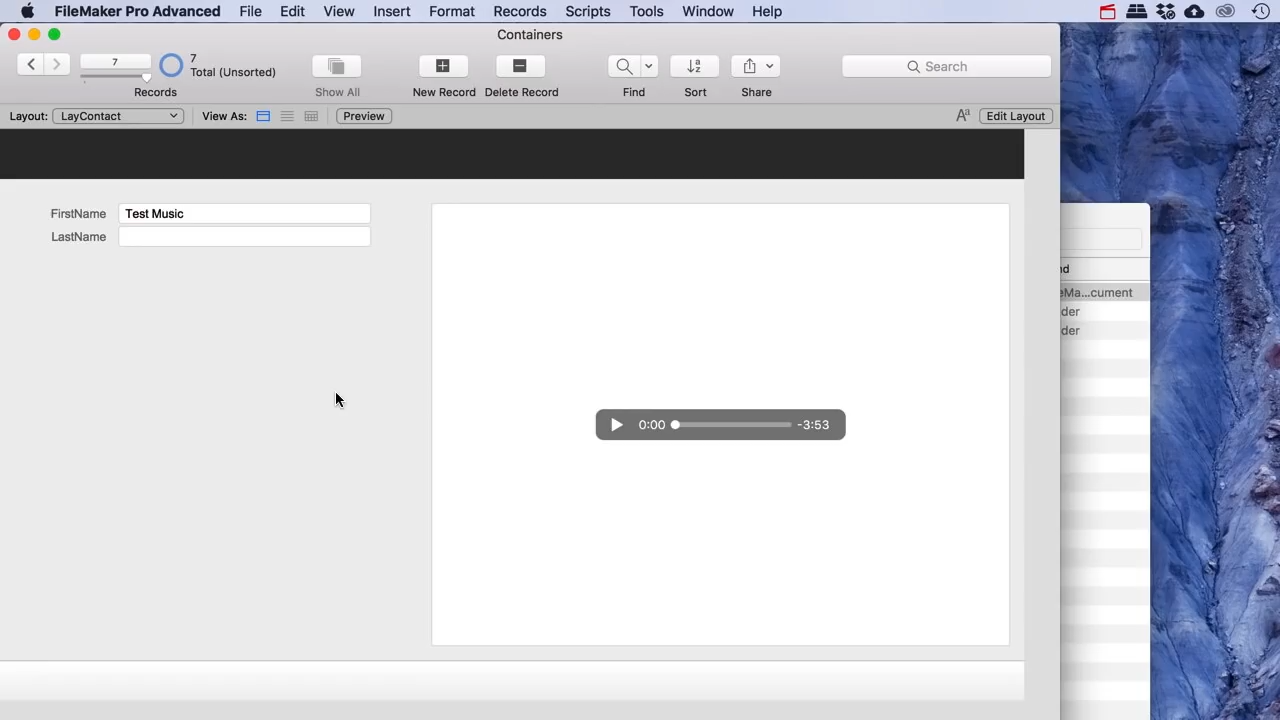 FileMaker Pro Advanced File Edit View Insert Format Records Scripts Tools Window Help
Containers
7
7
Total (Unsorted)
Search
Records Show All New Record Delete Record Find Sort Share
Layout: LayContact View As: Preview Aa Edit Layout
FirstName Test Music
LastName
nd
eMa...cument
der
der
0:00 -3:53